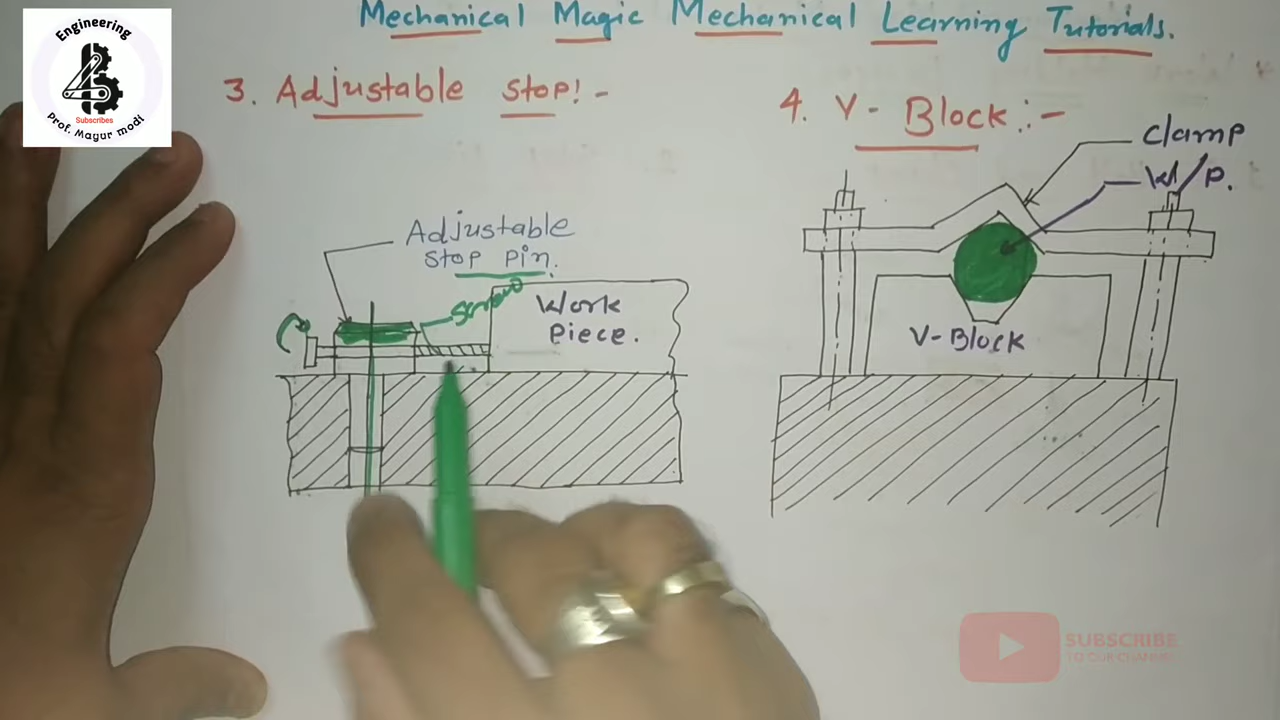 Mechanical Magic Mechanical Learning Tutorials.
Engineering
Subscribes
Prof. Mayur modi
3. Adjustable stop! -
4. V- Block :-
clamp
W/P.
Adjustable
stop pin.
screw
Work
piece.
V-Block
SUBSCRIBE
TO OUR CHANNEL